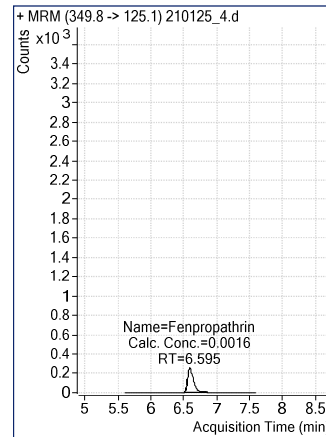 + MRM (349.8 -> 125.1) 210125_4.d
Counts
x10 3
3.4
3
2.8
2.6
2.4
2.2
2
1.8
1.6
1.4
1.2
1
0.8
0.6
0.4
0.2
0
Name=Fenpropathrin
Calc. Conc.=0.0016
RT=6.595
5 5.5 6 6.5 7 7.5 8 8.5
Acquisition Time (min